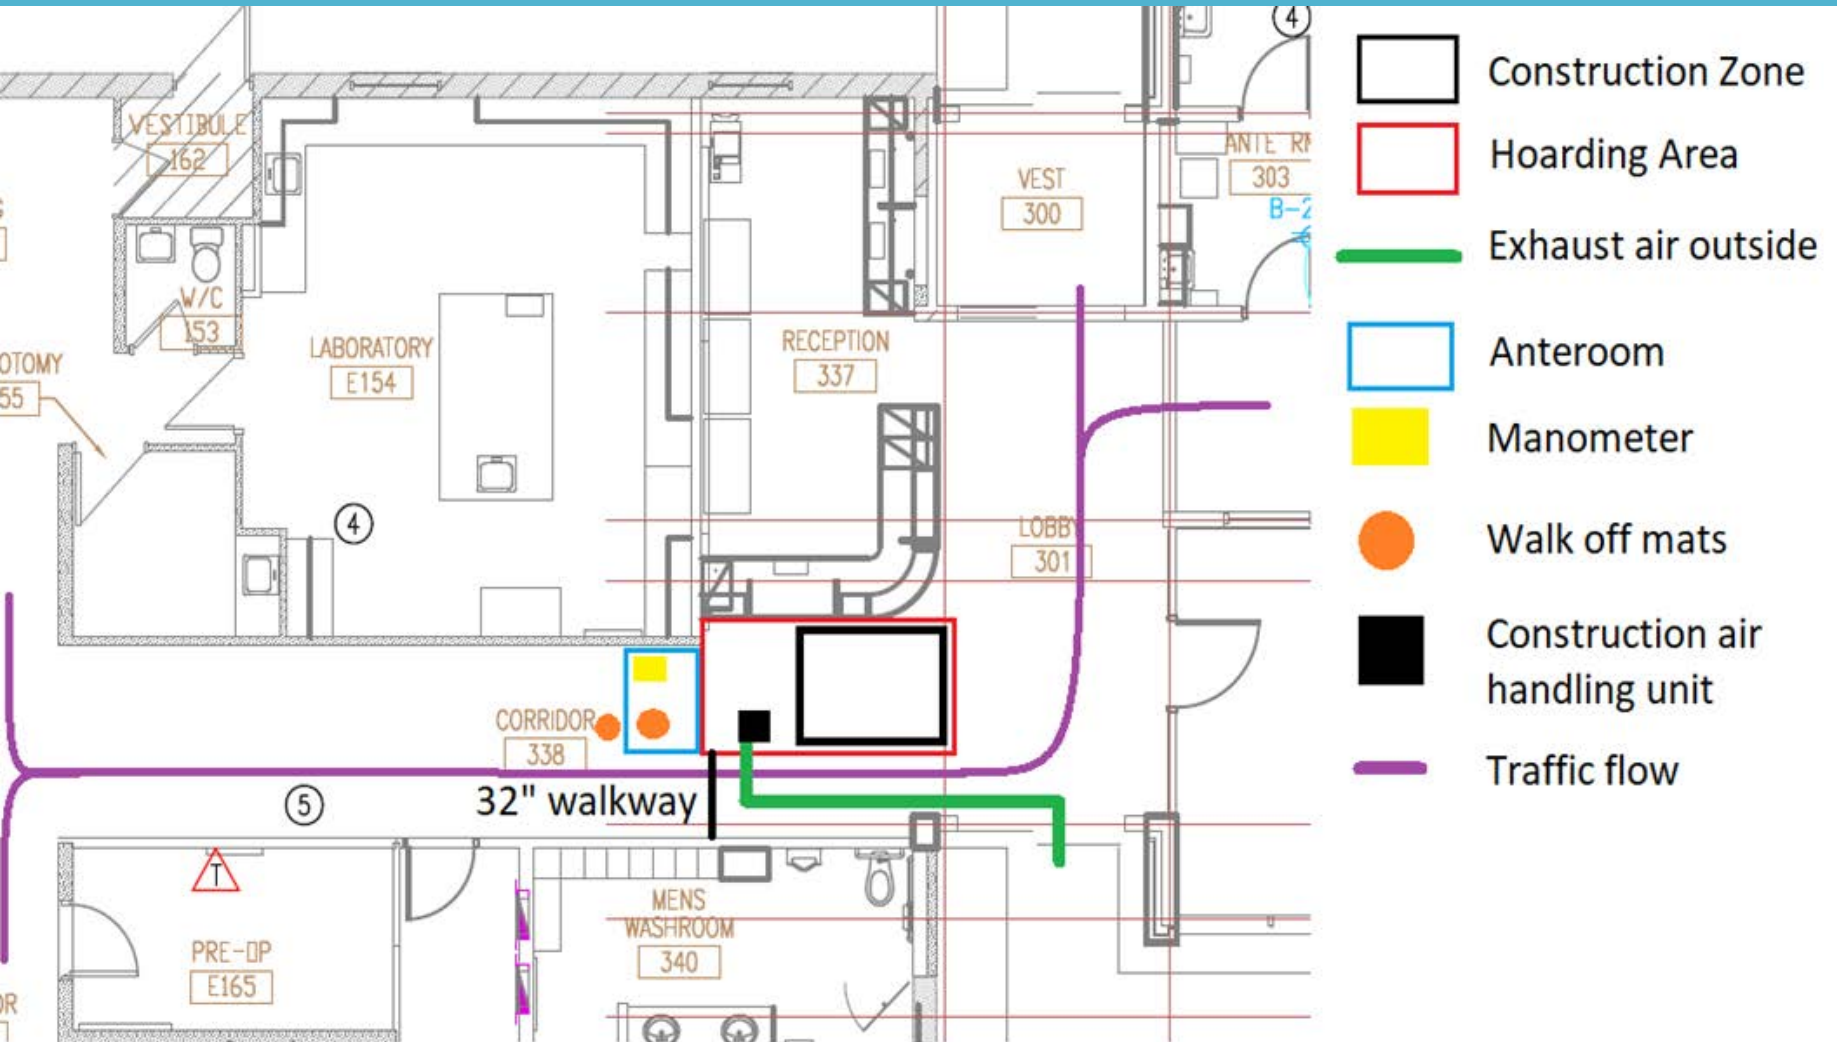 4
VESTIBULE
162
ANTE RM
303
B-2
VEST
300
W/C
153
LABORATORY
E154
RECEPTION
337
OTOMY
55
4
LOBBY
301
CORRIDOR
338
32" walkway
5
T
PRE-OP
E165
MENS
WASHROOM
340
OR
Construction Zone
Hoarding Area
Exhaust air outside
Anteroom
Manometer
Walk off mats
Construction air
handling unit
Traffic flow